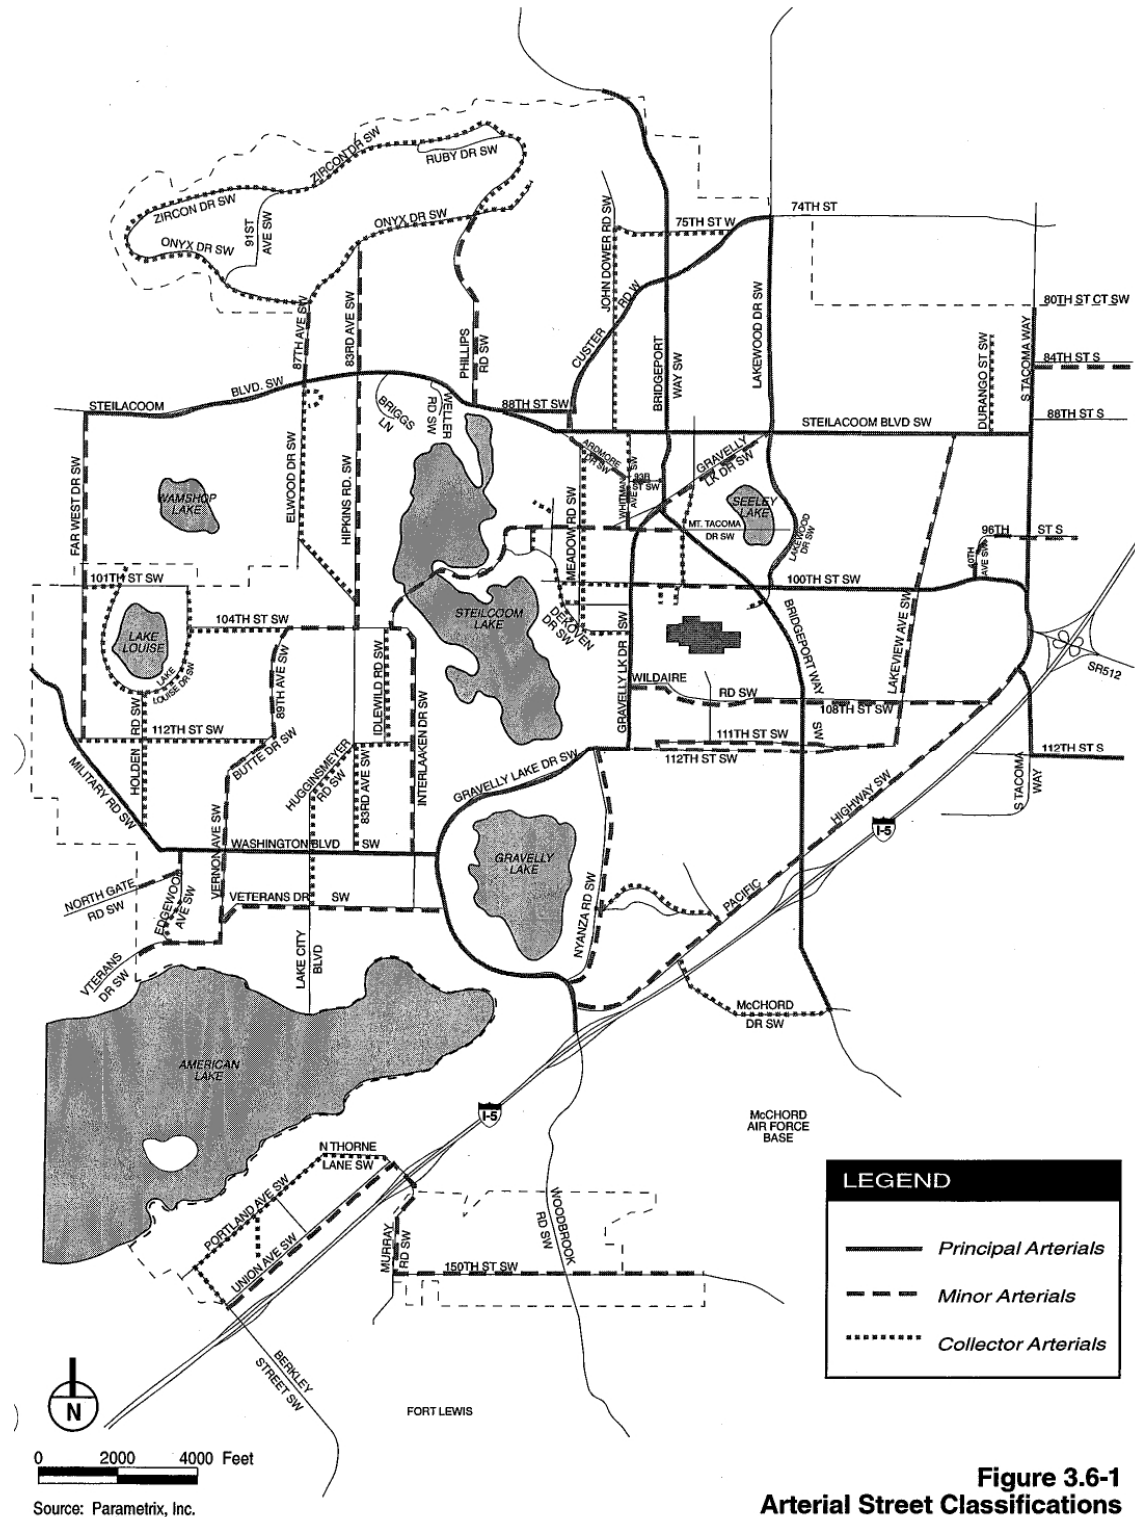 ZIRCON DR SW
RUBY DR SW
ZIRCON DR SW
91ST
AVE SW
ONYX DR SW
ONYX DR SW
JOHN DOWER RD SW
75TH ST W
74TH ST
80TH ST CT SW
87TH AVE SW
83RD AVE SW
PHILLIPS
RD SW
CUSTER
RD W
BRIDGEPORT
WAY SW
LAKEWOOD DR SW
DURANGO ST SW
S TACOMA WAY
84TH ST S
STEILACOOM
BLVD. SW
BRIGGS
LN
WELLER
RD SW
88TH ST SW
STEILACOOM BLVD SW
88TH ST S
FAR WEST DR SW
WAMSHOP
LAKE
ELWOOD DR SW
HIPKINS RD. SW
ARDMORE
DR SW
WHITMAN
AVE SW
93R
ST SW
GRAVELLY
LK DR SW
SEELEY
LAKE
MEADOW RD SW
MT. TACOMA
DR SW
LAKEWOOD
DR SW
96TH
ST S
AVE SW
101TH ST SW
100TH ST SW
LAKE
LOUISE
104TH ST SW
STEILCOOM
LAKE
DEKOVEN
DR SW
BRIDGEPORT WAY
SW
LAKEVIEW AVE SW
SR512
LAKE
LOUISE DR SW
89TH AVE SW
IDLEWILD RD SW
INTERLAAKEN DR SW
GRAVELLY LK DR
SW
WILDAIRE
RD SW
108TH ST SW
HOLDEN
RD SW
112TH ST SW
BUTTE DR SW
111TH ST SW
112TH ST SW
112TH ST S
MILITARY RD SW
HUGGINSMEYER
RD SW
83RD AVE SW
GRAVELLY LAKE DR SW
S TACOMA
WAY
HIGHWAY SW
I-5
VERNON AVE SW
WASHINGTON BLVD
SW
GRAVELLY
LAKE
NORTH GATE
RD SW
EDGEWOOD
AVE SW
VETERANS DR
SW
NYANZA RD SW
PACIFIC
VTERANS
DR SW
LAKE CITY
BLVD
McCHORD
DR SW
AMERICAN
LAKE
I-5
McCHORD
AIR FORCE
BASE
N THORNE
LANE SW
PORTLAND AVE SW
UNION AVE SW
MURRAY
RD SW
WOODBROOK
RD SW
150TH ST SW
BERKLEY
STREET SW
FORT LEWIS
LEGEND
Principal Arterials
Minor Arterials
Collector Arterials
N
0 2000 4000 Feet
Source: Parametrix, Inc.
Figure 3.6-1
Arterial Street Classifications